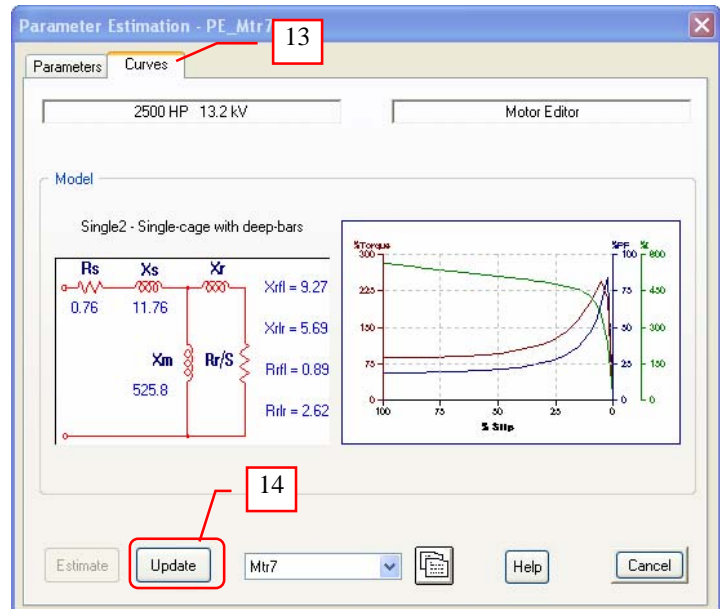 Parameter Estimation - PE_Mtr7
13
Parameters Curves
2500 HP 13.2 kV Motor Editor
Model
Single2 - Single-cage with deep-bars
Rs Xs Xr
0.76 11.76
Xm Rr/S
525.8
Xrfl = 9.27
Xrlr = 5.69
Rrfl = 0.89
Rrlr = 2.62
%Torque %PF %I
300 100 600
225 75 450
150 50 300
75 25 150
0 0 0
100 75 50 25 0
% Slip
14
Estimate Update Mtr7 Help Cancel